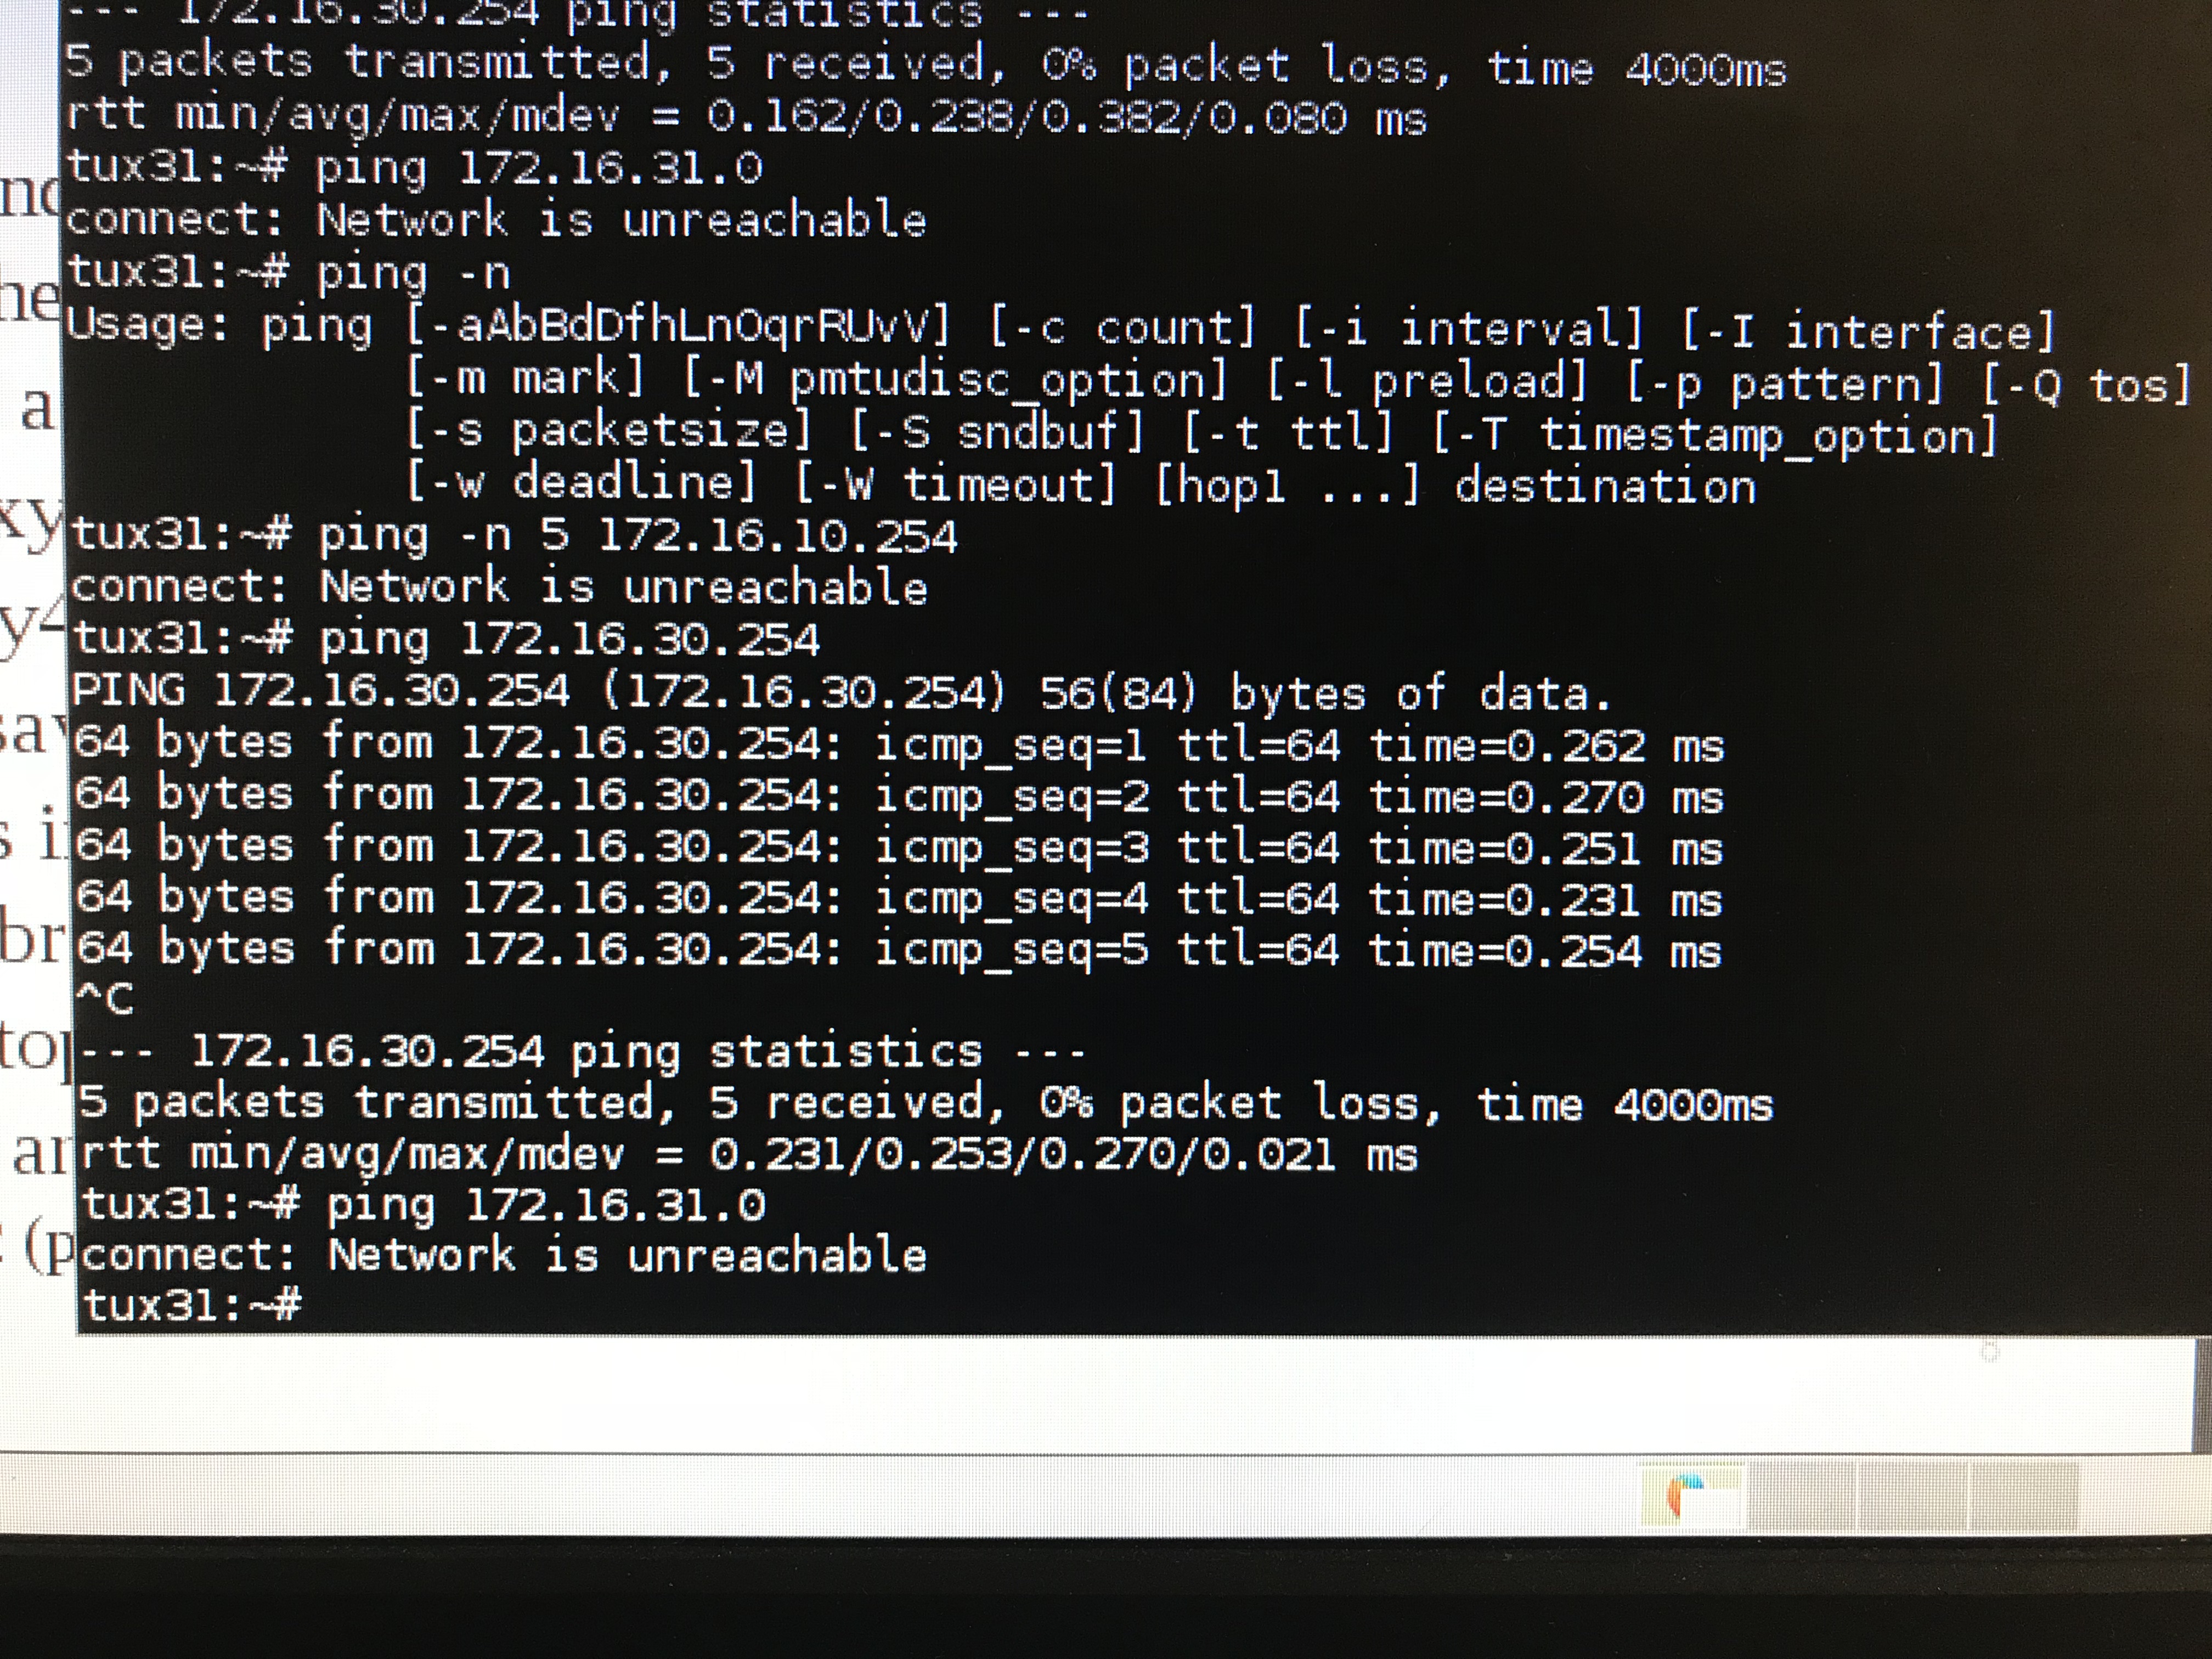 --- 172.16.30.254 ping statistics ---
5 packets transmitted, 5 received, 0% packet loss, time 4000ms
rtt min/avg/max/mdev = 0.162/0.238/0.382/0.080 ms
tux31:~# ping 172.16.31.0
connect: Network is unreachable
tux31:~# ping -n
Usage: ping [-aAbBdDfhLnOqrRUvV] [-c count] [-i interval] [-I interface]
            [-m mark] [-M pmtudisc_option] [-l preload] [-p pattern] [-Q tos]
            [-s packetsize] [-S sndbuf] [-t ttl] [-T timestamp_option]
            [-w deadline] [-W timeout] [hop1 ...] destination
tux31:~# ping -n 5 172.16.10.254
connect: Network is unreachable
tux31:~# ping 172.16.30.254
PING 172.16.30.254 (172.16.30.254) 56(84) bytes of data.
64 bytes from 172.16.30.254: icmp_seq=1 ttl=64 time=0.262 ms
64 bytes from 172.16.30.254: icmp_seq=2 ttl=64 time=0.270 ms
64 bytes from 172.16.30.254: icmp_seq=3 ttl=64 time=0.251 ms
64 bytes from 172.16.30.254: icmp_seq=4 ttl=64 time=0.231 ms
64 bytes from 172.16.30.254: icmp_seq=5 ttl=64 time=0.254 ms
^C
--- 172.16.30.254 ping statistics ---
5 packets transmitted, 5 received, 0% packet loss, time 4000ms
rtt min/avg/max/mdev = 0.231/0.253/0.270/0.021 ms
tux31:~# ping 172.16.31.0
connect: Network is unreachable
tux31:~#